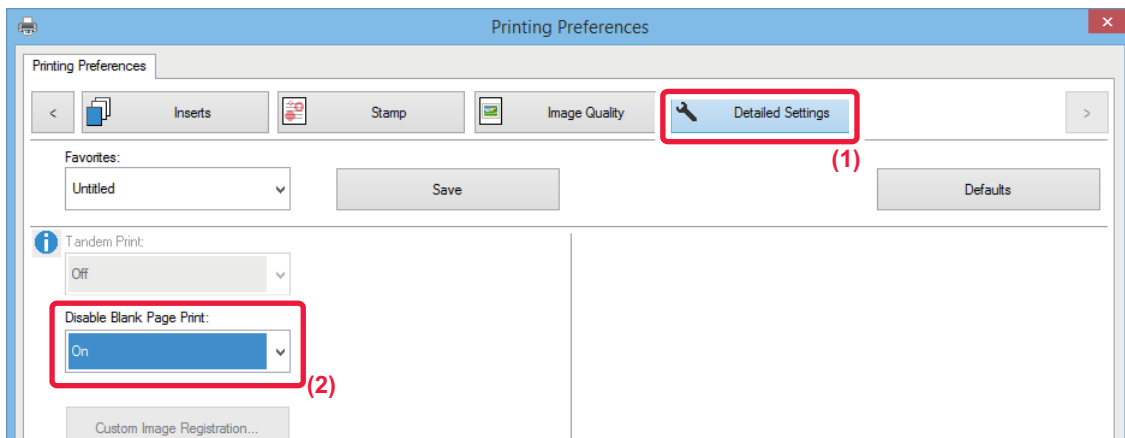 Printing Preferences
×
Printing Preferences
< Inserts Stamp Image Quality Detailed Settings >
(1)
Favorites:
Untitled Save Defaults
Tandem Print:
Off
Disable Blank Page Print:
On
(2)
Custom Image Registration...